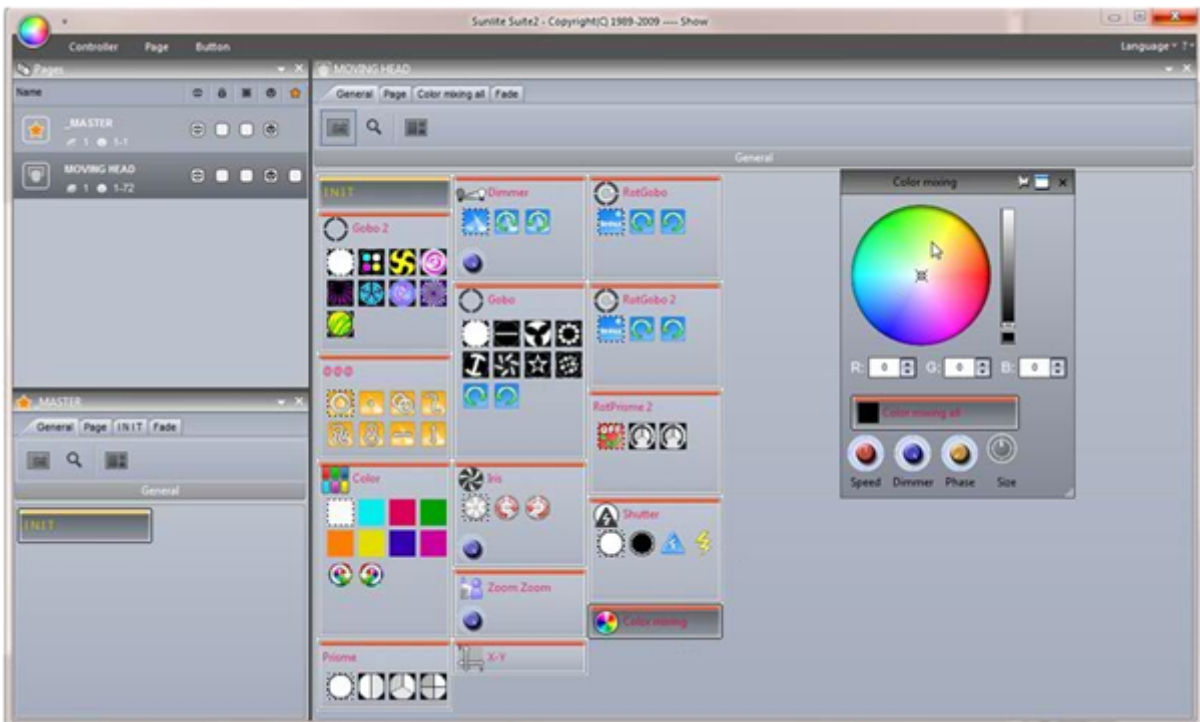 Sunlite Suite2 - Copyright(C) 1989-2009 ---- Show
Controller Page Button
Language ?
Pages
Name
_MASTER
1 1-1
MOVING HEAD
1 1-72
_MASTER
General Page INIT Fade
General
INIT
MOVING HEAD
General Page Color mixing all Fade
General
INIT
Gobo 2
@@@
Color
Prisme
Dimmer
Gobo
Iris
Zoom Zoom
X-Y
RotGobo
RotGobo 2
RotPrisme 2
OFF
Shutter
Color mixing
Color mixing
R: 0 G: 0 B: 0
Color mixing all
Speed Dimmer Phase Size